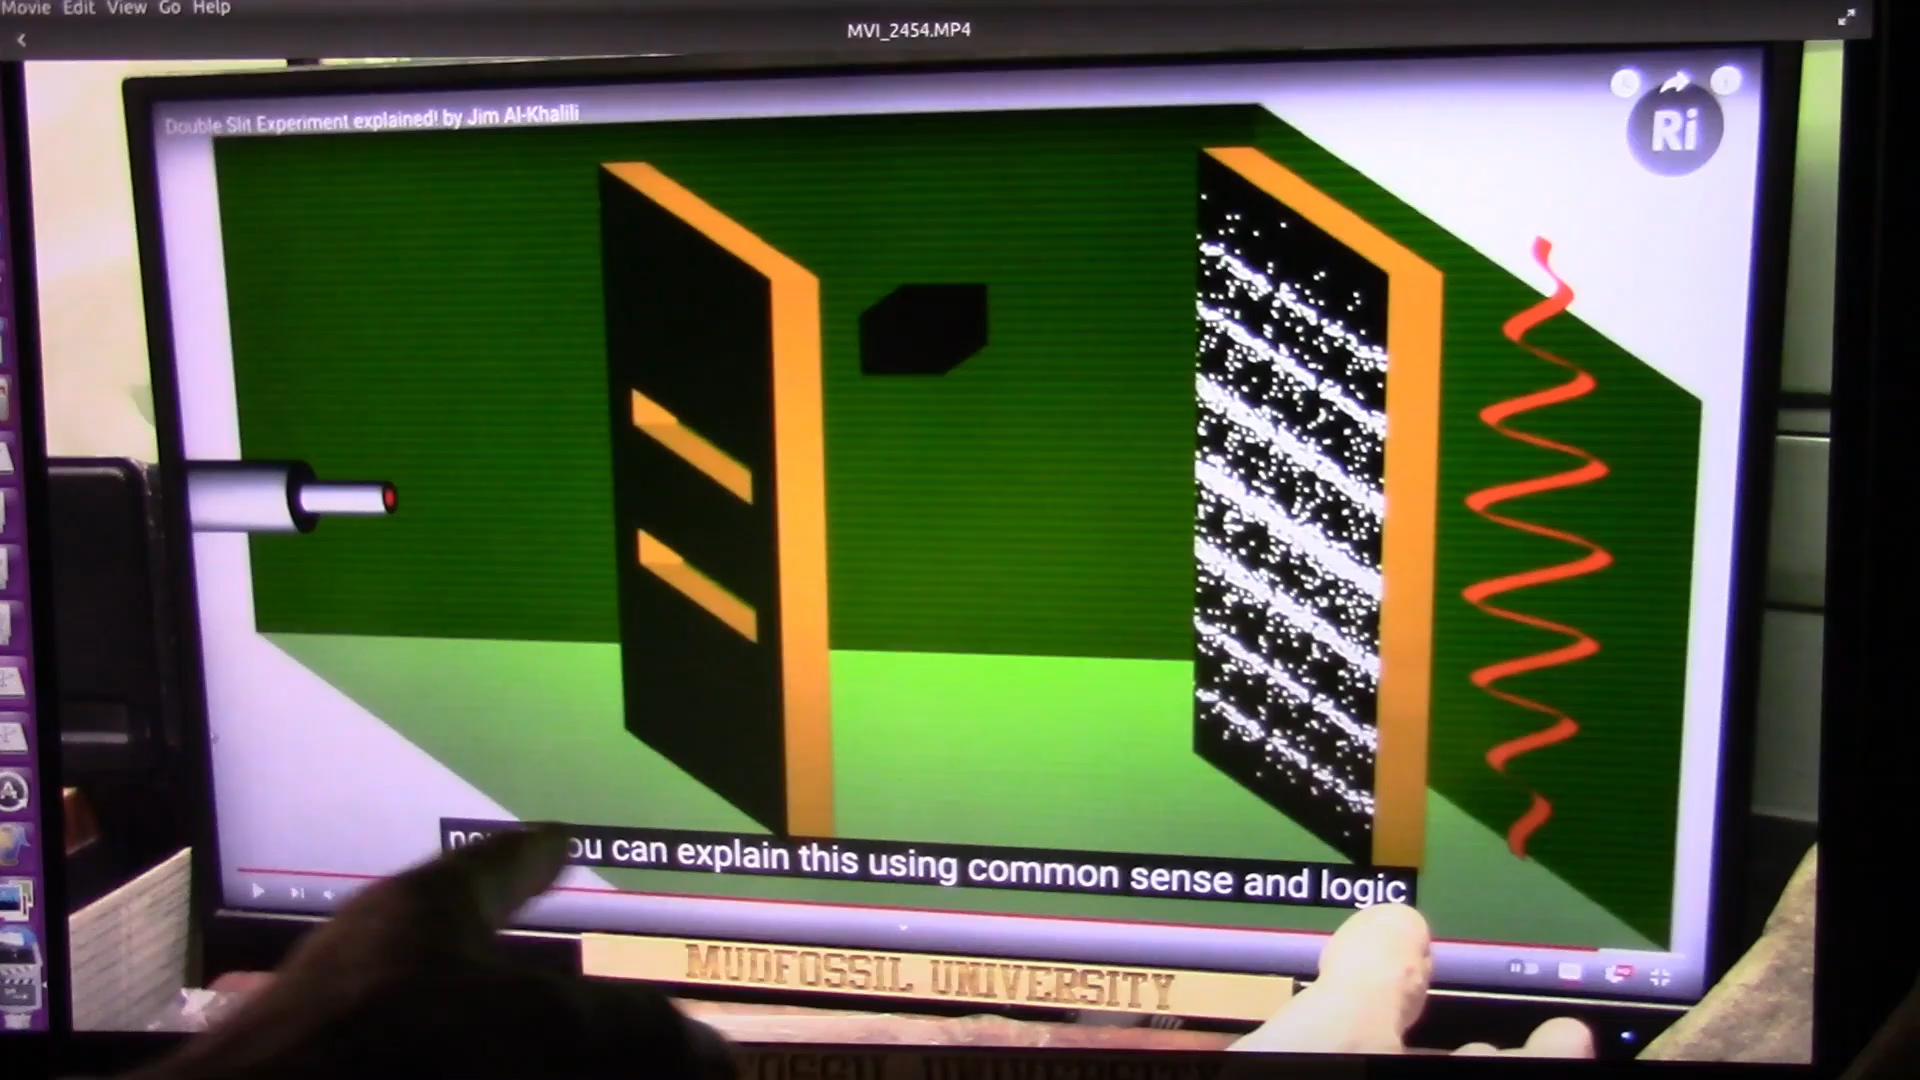 Movie Edit View Go Help
MVI_2454.MP4
Double Slit Experiment explained! by Jim Al-Khalili
Ri
can explain this using common sense and logic
MUDFOSSIL UNIVERSITY